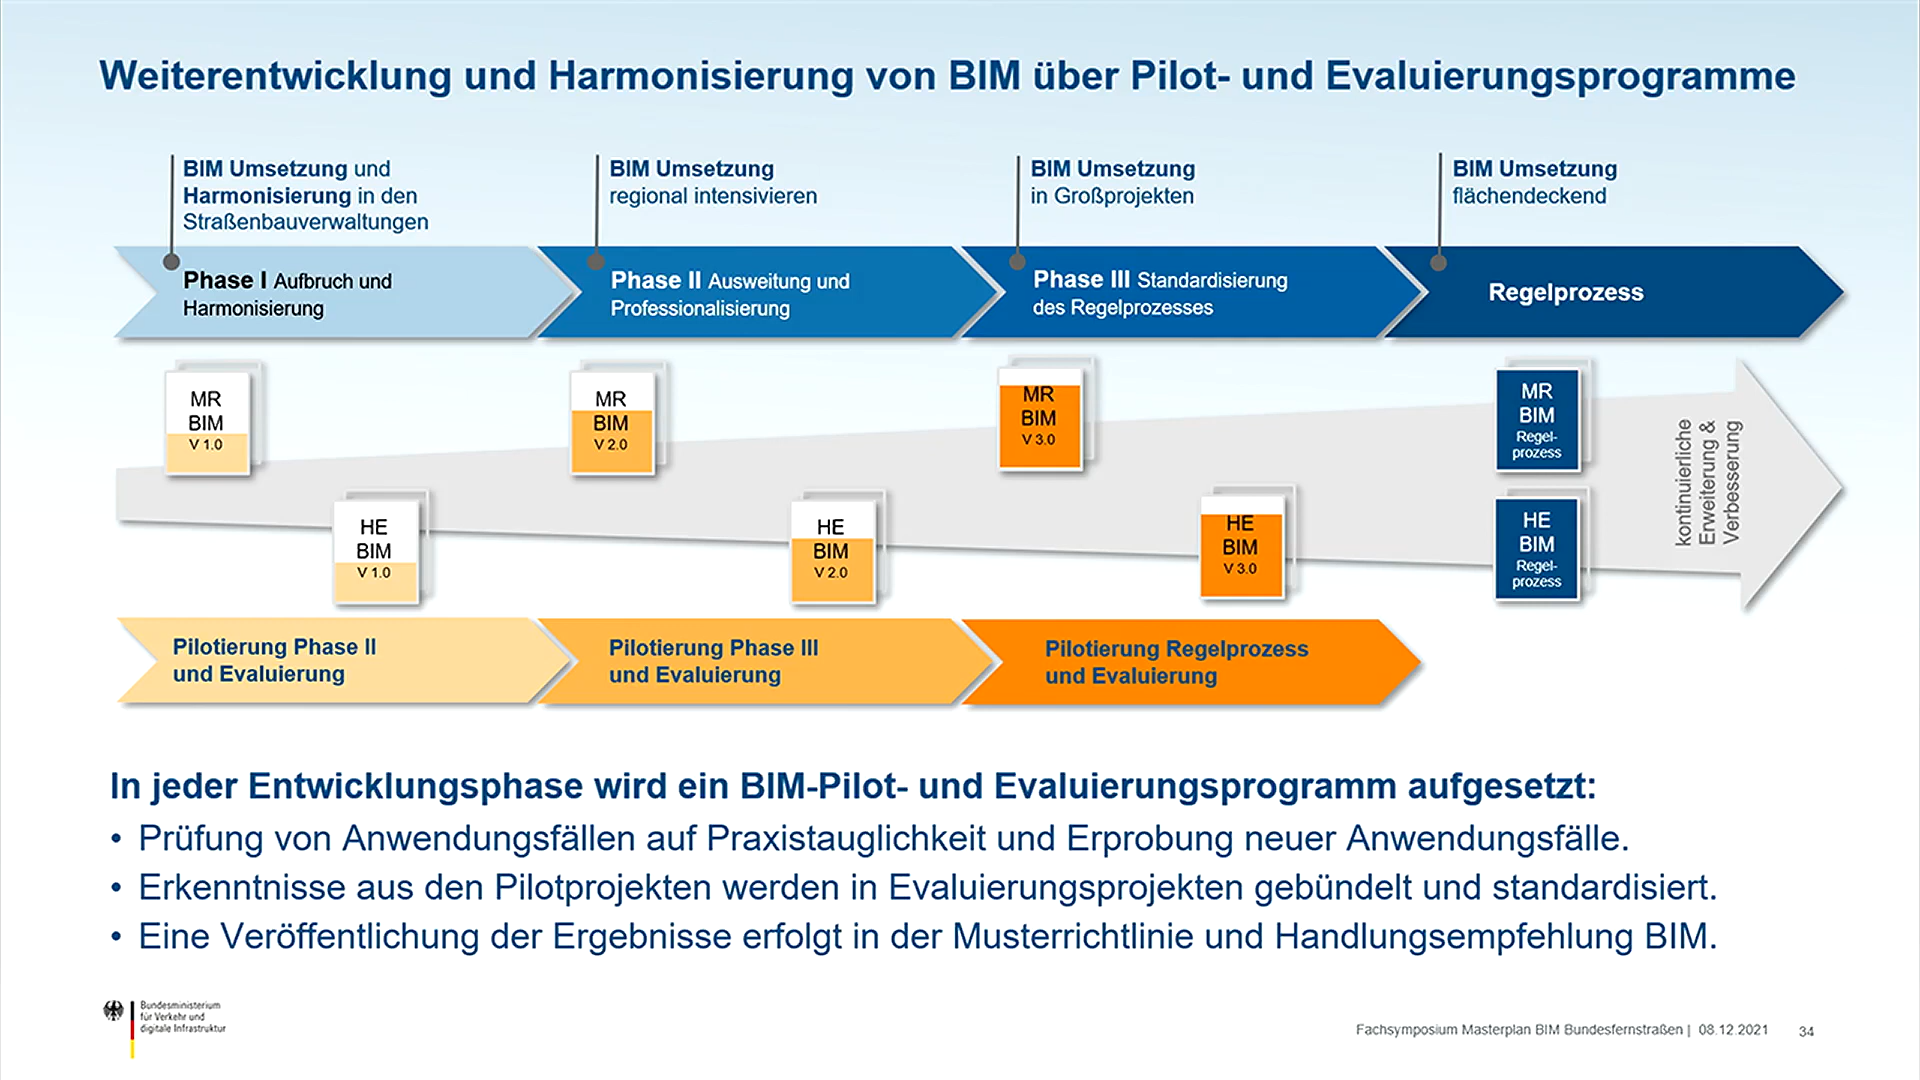 Weiterentwicklung und Harmonisierung von BIM über Pilot- und Evaluierungsprogramme
BIM Umsetzung und
Harmonisierung in den
Straßenbauverwaltungen
BIM Umsetzung
regional intensivieren
BIM Umsetzung
in Großprojekten
BIM Umsetzung
flächendeckend
Phase I Aufbruch und
Harmonisierung
Phase II Ausweitung und
Professionalisierung
Phase III Standardisierung
des Regelprozesses
Regelprozess
MR
BIM
V 1.0
MR
BIM
V 2.0
MR
BIM
V 3.0
MR
BIM
Regel-
prozess
HE
BIM
V 1.0
HE
BIM
V 2.0
HE
BIM
V 3.0
HE
BIM
Regel-
prozess
kontinuierliche
Erweiterung &
Verbesserung
Pilotierung Phase II
und Evaluierung
Pilotierung Phase III
und Evaluierung
Pilotierung Regelprozess
und Evaluierung
In jeder Entwicklungsphase wird ein BIM-Pilot- und Evaluierungsprogramm aufgesetzt:
• Prüfung von Anwendungsfällen auf Praxistauglichkeit und Erprobung neuer Anwendungsfälle.
• Erkenntnisse aus den Pilotprojekten werden in Evaluierungsprojekten gebündelt und standardisiert.
• Eine Veröffentlichung der Ergebnisse erfolgt in der Musterrichtlinie und Handlungsempfehlung BIM.
Bundesministerium
für Verkehr und
digitale Infrastruktur
Fachsymposium Masterplan BIM Bundesfernstraßen | 08.12.2021 34